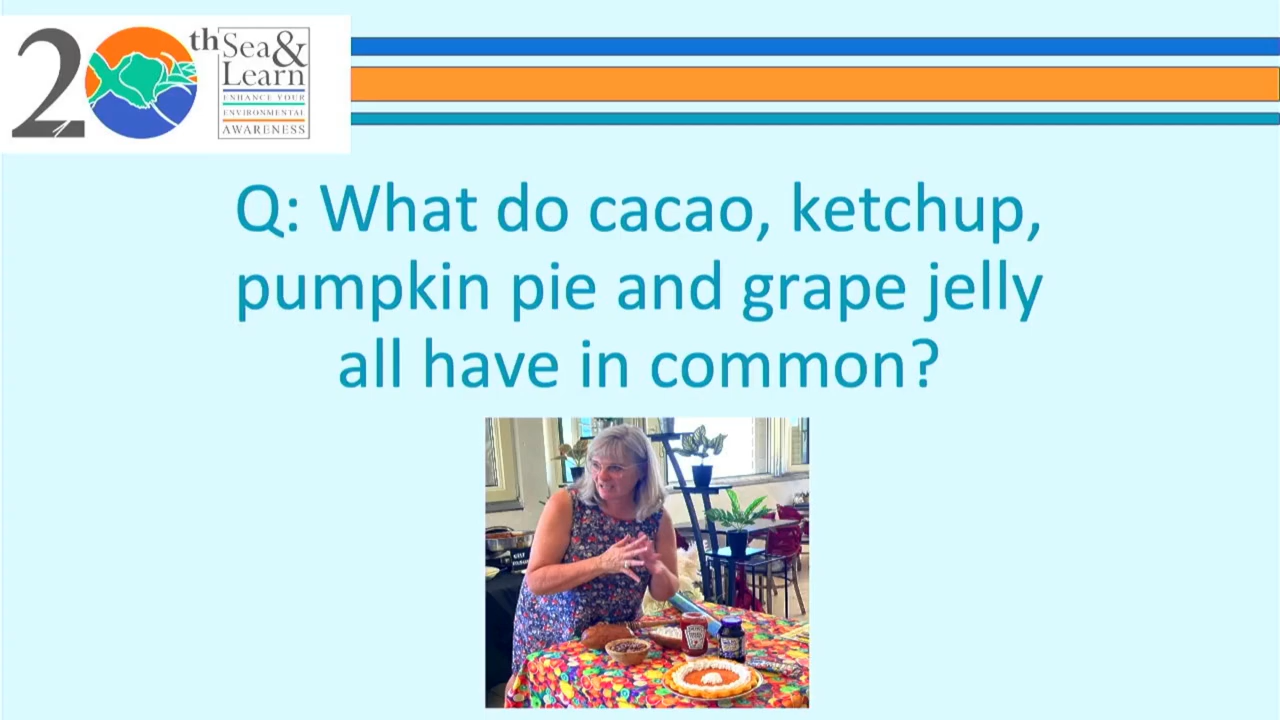 20th Sea &
Learn
ENHANCE YOUR
ENVIRONMENTAL
AWARENESS
Q: What do cacao, ketchup,
pumpkin pie and grape jelly
all have in common?